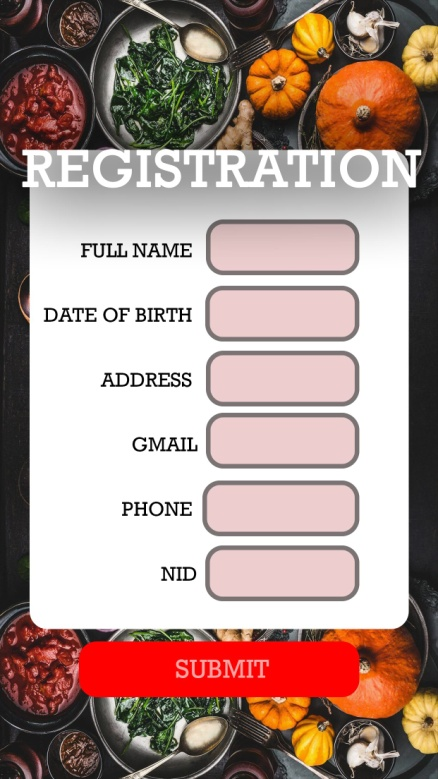 REGISTRATION
FULL NAME
DATE OF BIRTH
ADDRESS
GMAIL
PHONE
NID
SUBMIT